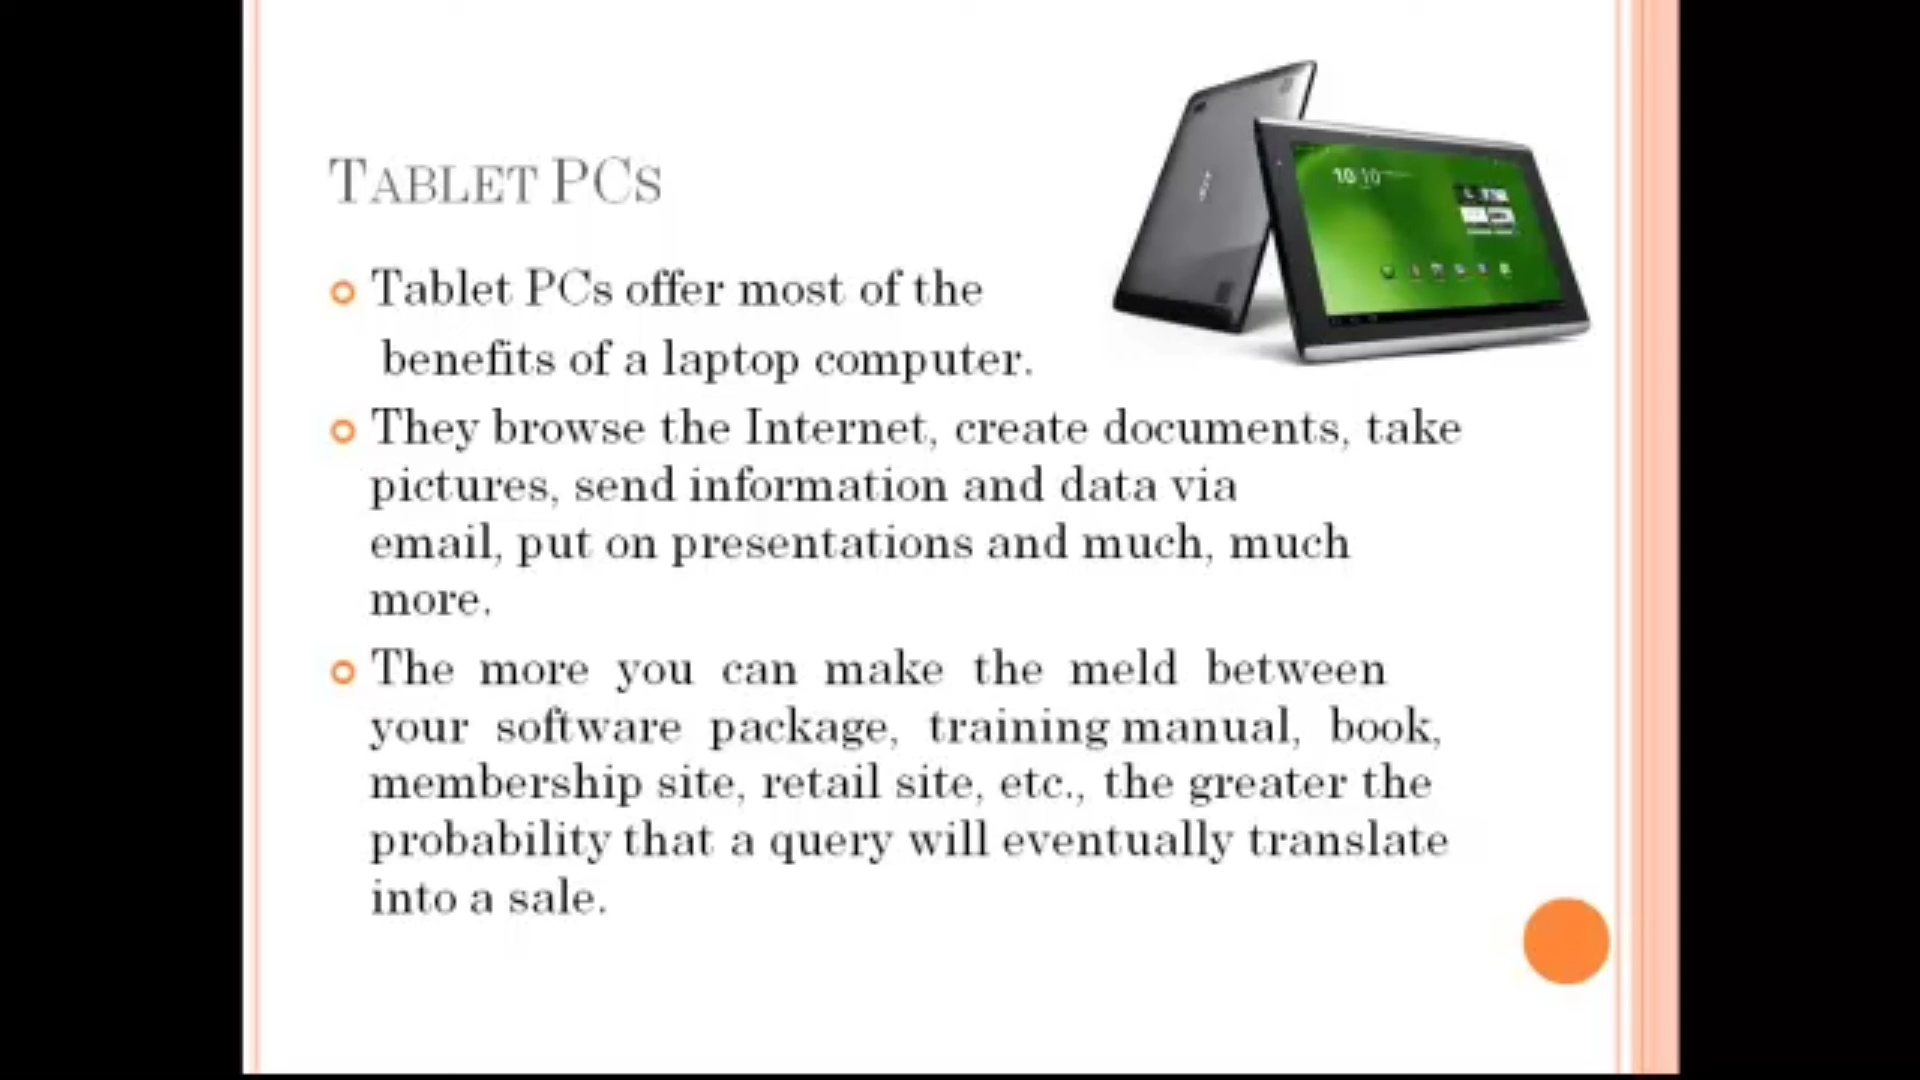 TABLET PCS
10:10
Tablet PCs offer most of the
benefits of a laptop computer.
They browse the Internet, create documents, take
pictures, send information and data via
email, put on presentations and much, much
more.
The more you can make the meld between
your software package, training manual, book,
membership site, retail site, etc., the greater the
probability that a query will eventually translate
into a sale.